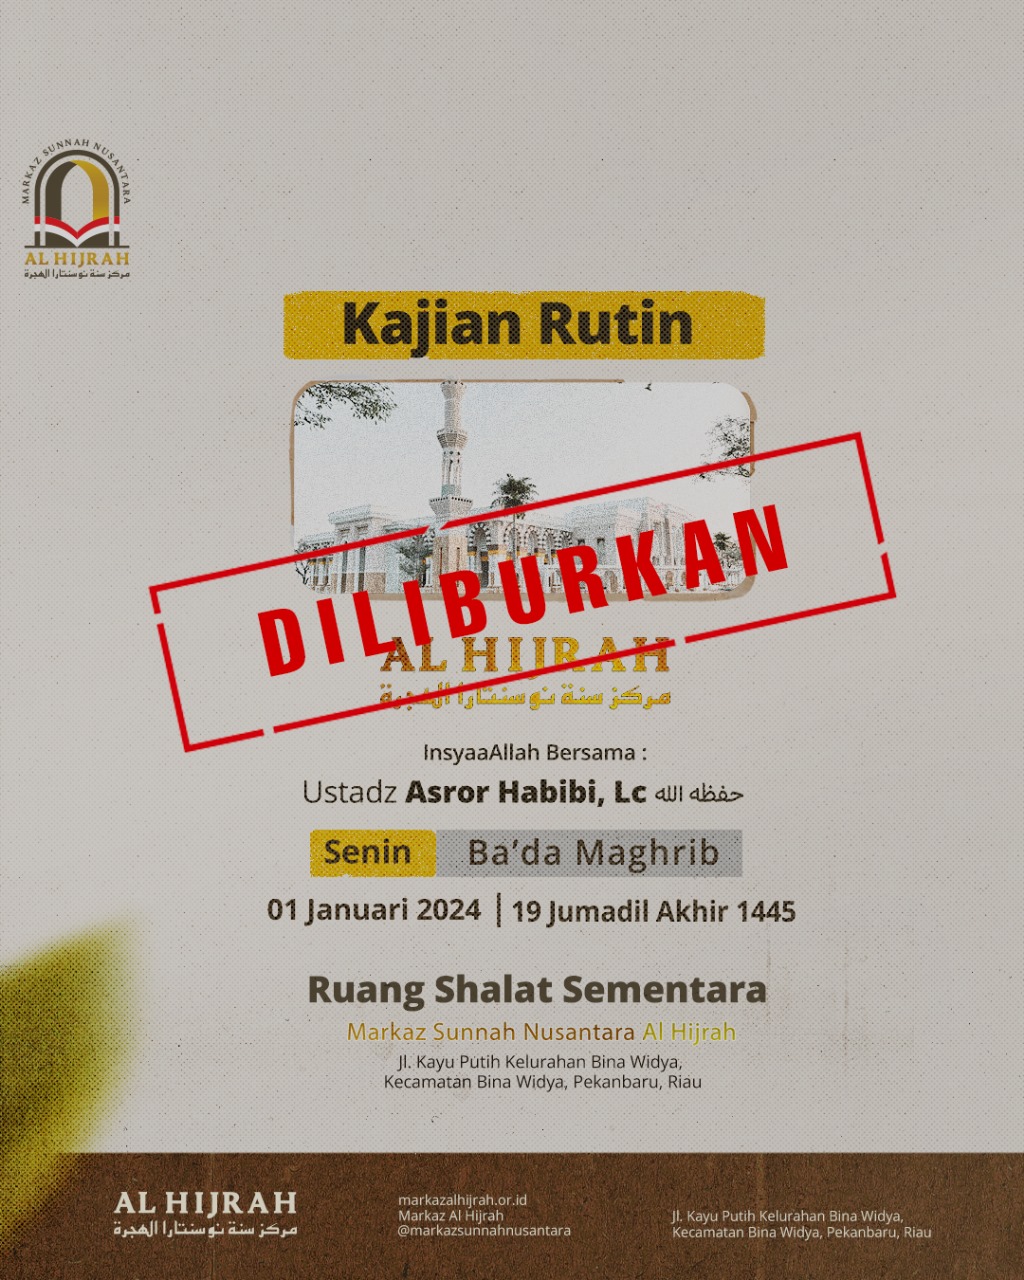 MARKAZ SUNNAH NUSANTARA
AL HIJRAH
مركز سنة نوسنتارا الهجرة
Kajian Rutin
DILIBURKAN
AL HIJRAH
مركز سنة نوسنتارا الهجرة
InsyaaAllah Bersama :
Ustadz Asror Habibi, Lc حفظه الله
Senin Ba’da Maghrib
01 Januari 2024 | 19 Jumadil Akhir 1445
Ruang Shalat Sementara
Markaz Sunnah Nusantara Al Hijrah
Jl. Kayu Putih Kelurahan Bina Widya,
Kecamatan Bina Widya, Pekanbaru, Riau
AL HIJRAH
مركز سنة نوسنتارا الهجرة
markazalhijrah.or.id
Markaz Al Hijrah
@markazsunnahnusantara
Jl. Kayu Putih Kelurahan Bina Widya,
Kecamatan Bina Widya, Pekanbaru, Riau